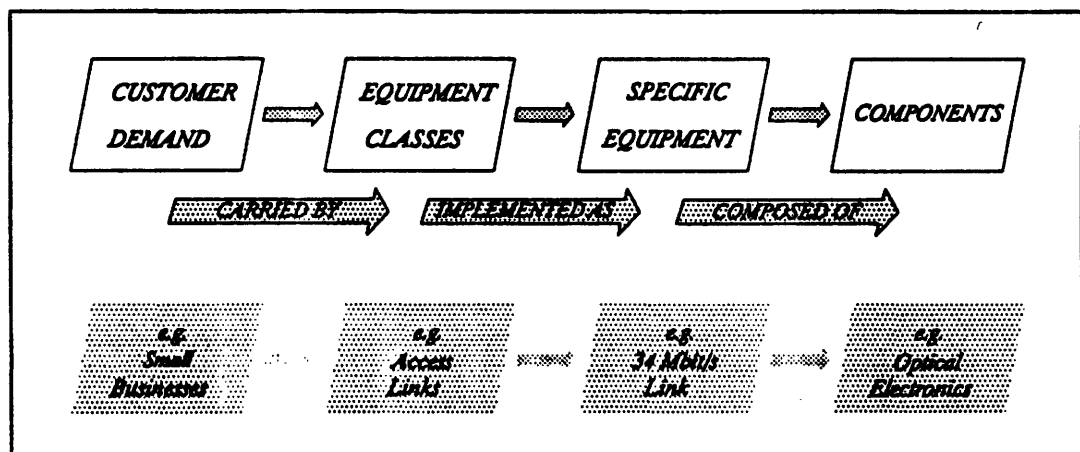 CUSTOMER
DEMAND
EQUIPMENT
CLASSES
SPECIFIC
EQUIPMENT
COMPONENTS
CARRIED BY
IMPLEMENTED AS
COMPOSED OF
e.g.
Small
Businesses
e.g.
Access
Links
e.g.
34 Mbit/s
Link
e.g.
Optical
Electronics